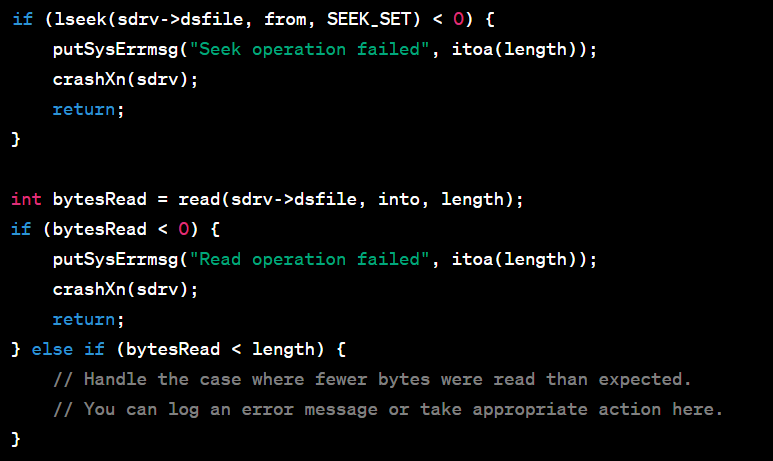 if (lseek(sdrv->dsfile, from, SEEK_SET) < 0) {
    putSysErrmsg("Seek operation failed", itoa(length));
    crashXn(sdrv);
    return;
}

int bytesRead = read(sdrv->dsfile, into, length);
if (bytesRead < 0) {
    putSysErrmsg("Read operation failed", itoa(length));
    crashXn(sdrv);
    return;
} else if (bytesRead < length) {
    // Handle the case where fewer bytes were read than expected.
    // You can log an error message or take appropriate action here.
}